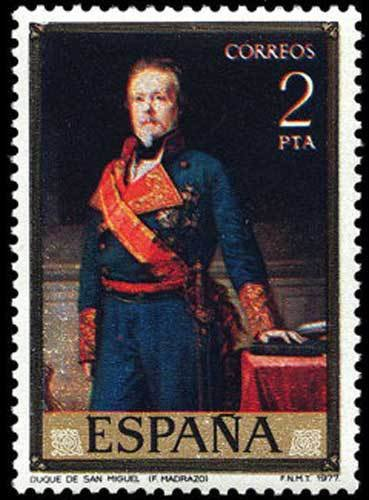 CORREOS
2
PTA
ESPAÑA
DUQUE DE SAN MIGUEL (F. MADRAZO) F.N.M.T. 1977